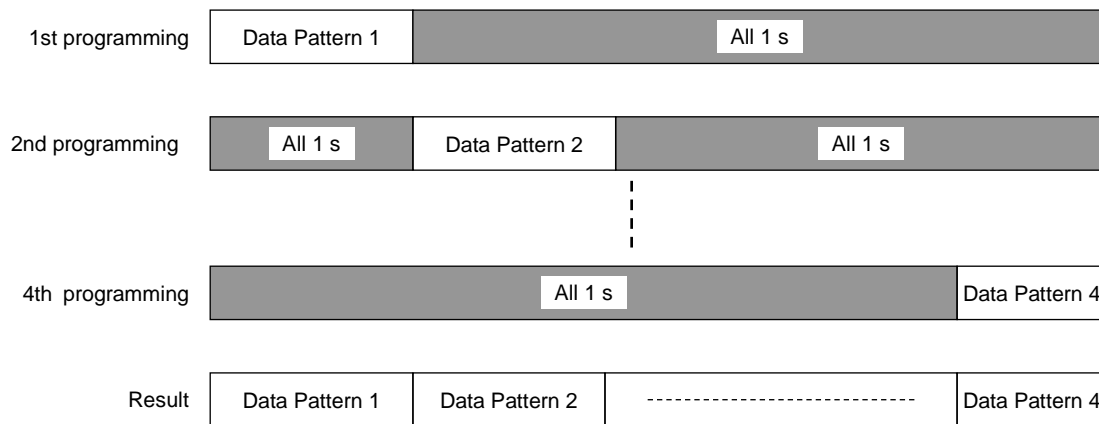 1st programming Data Pattern 1 All 1 s
2nd programming All 1 s Data Pattern 2 All 1 s
4th programming All 1 s Data Pattern 4
Result Data Pattern 1 Data Pattern 2 Data Pattern 4